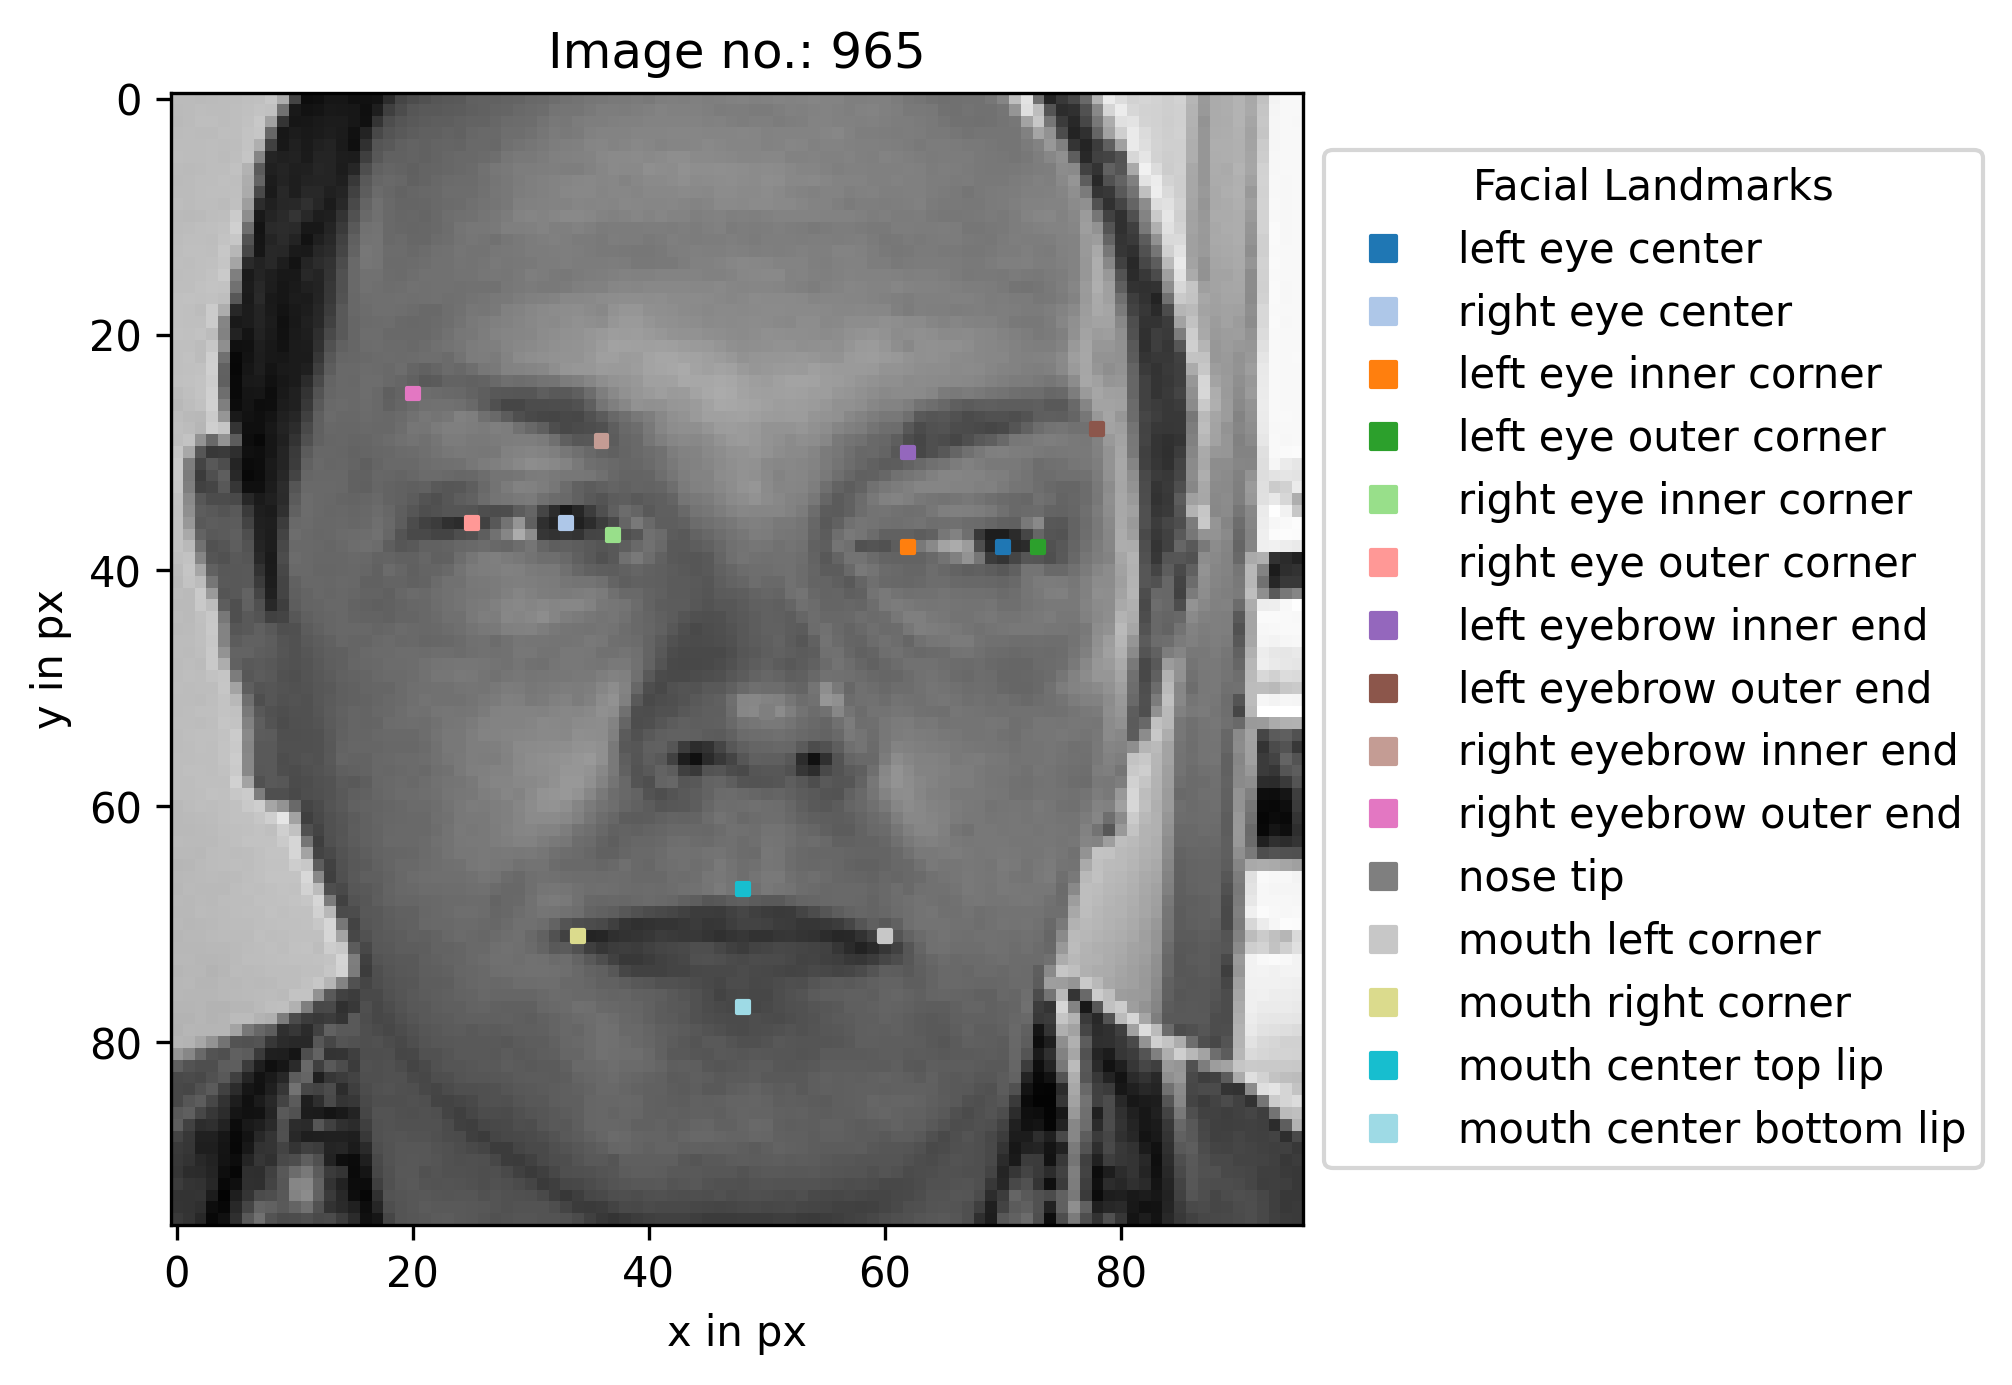 Image no.: 965
0
20
40
60
80
y in px
0 20 40 60 80
x in px
Facial Landmarks
left eye center
right eye center
left eye inner corner
left eye outer corner
right eye inner corner
right eye outer corner
left eyebrow inner end
left eyebrow outer end
right eyebrow inner end
right eyebrow outer end
nose tip
mouth left corner
mouth right corner
mouth center top lip
mouth center bottom lip